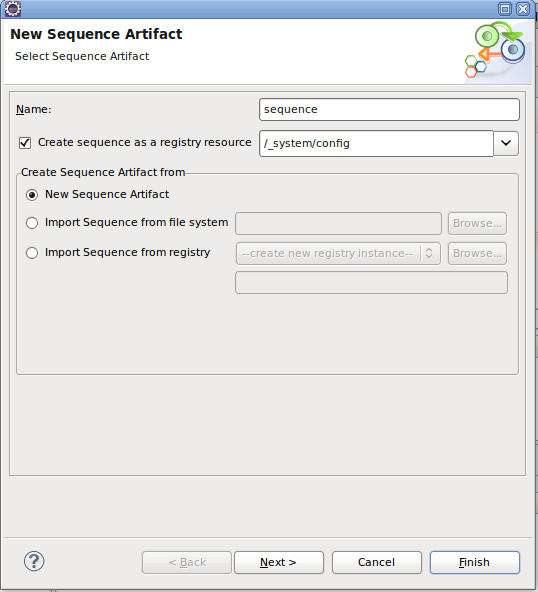 New Sequence Artifact
Select Sequence Artifact
Name: sequence
Create sequence as a registry resource /_system/config
Create Sequence Artifact from
New Sequence Artifact
Import Sequence from file system Browse...
Import Sequence from registry --create new registry instance-- Browse...
? < Back Next > Cancel Finish